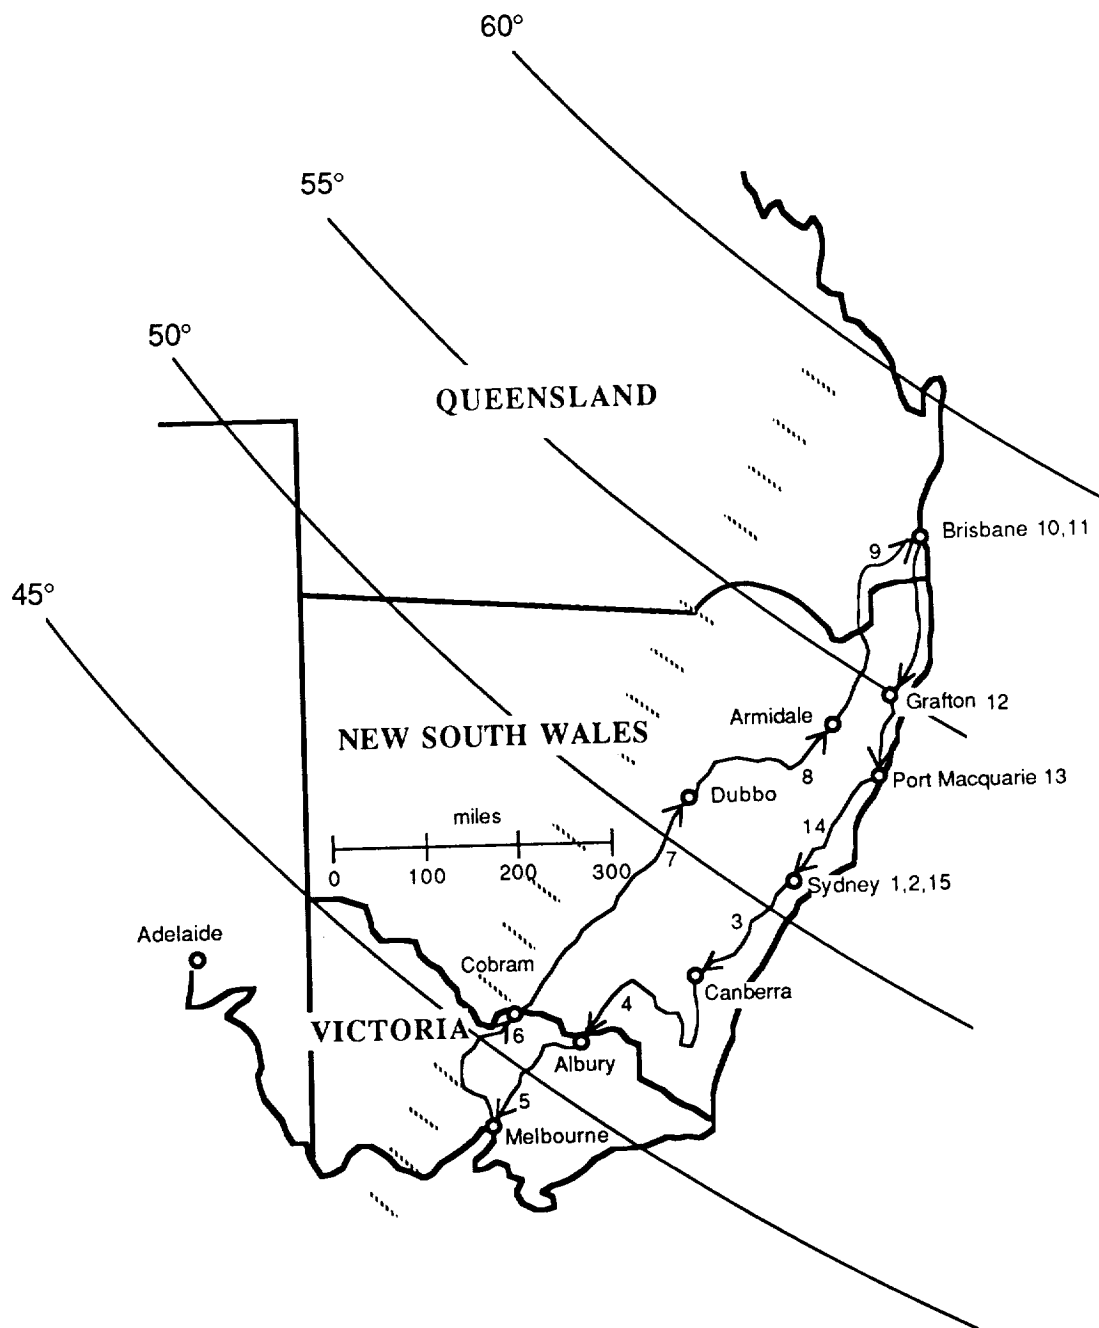 60°
55°
50°
QUEENSLAND
Brisbane 10,11
9
45°
Grafton 12
Armidale
NEW SOUTH WALES
8
Port Macquarie 13
Dubbo
miles
14
7
0 100 200 300
Sydney 1,2,15
3
Adelaide
Cobram
Canberra
4
VICTORIA
6
Albury
5
Melbourne